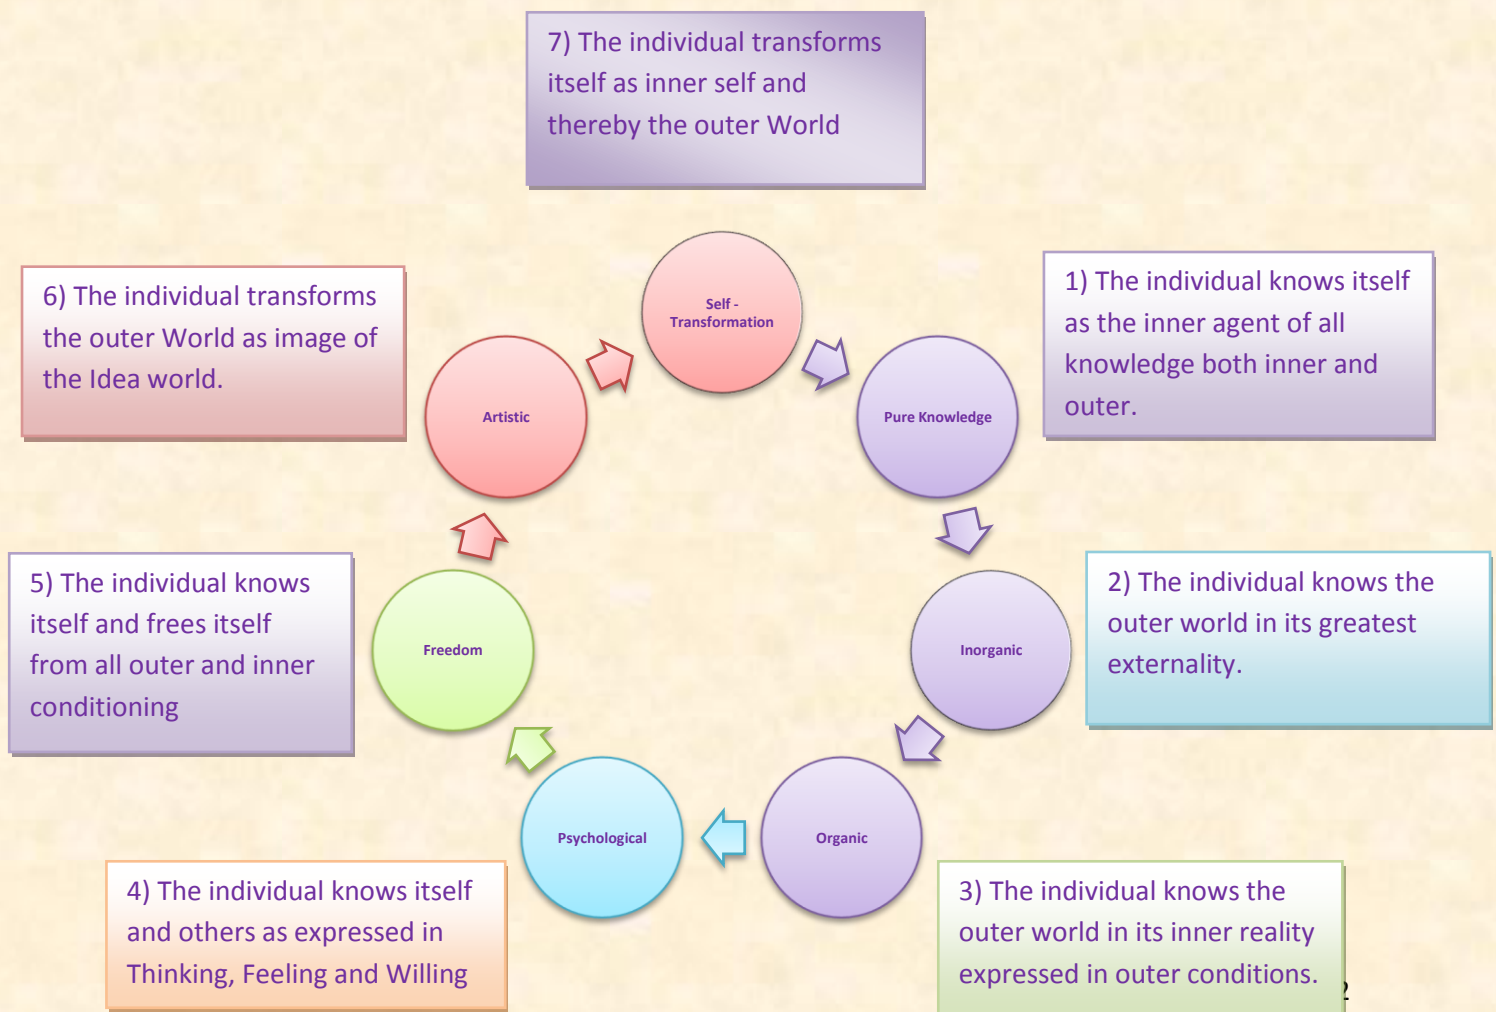 7) The individual transforms
itself as inner self and
thereby the outer World
Self -
Transformation
6) The individual transforms
the outer World as image of
the Idea world.
1) The individual knows itself
as the inner agent of all
knowledge both inner and
outer.
Artistic
Pure Knowledge
5) The individual knows
itself and frees itself
from all outer and inner
conditioning
2) The individual knows the
outer world in its greatest
externality.
Freedom
Inorganic
Psychological
Organic
4) The individual knows itself
and others as expressed in
Thinking, Feeling and Willing
3) The individual knows the
outer world in its inner reality
expressed in outer conditions.